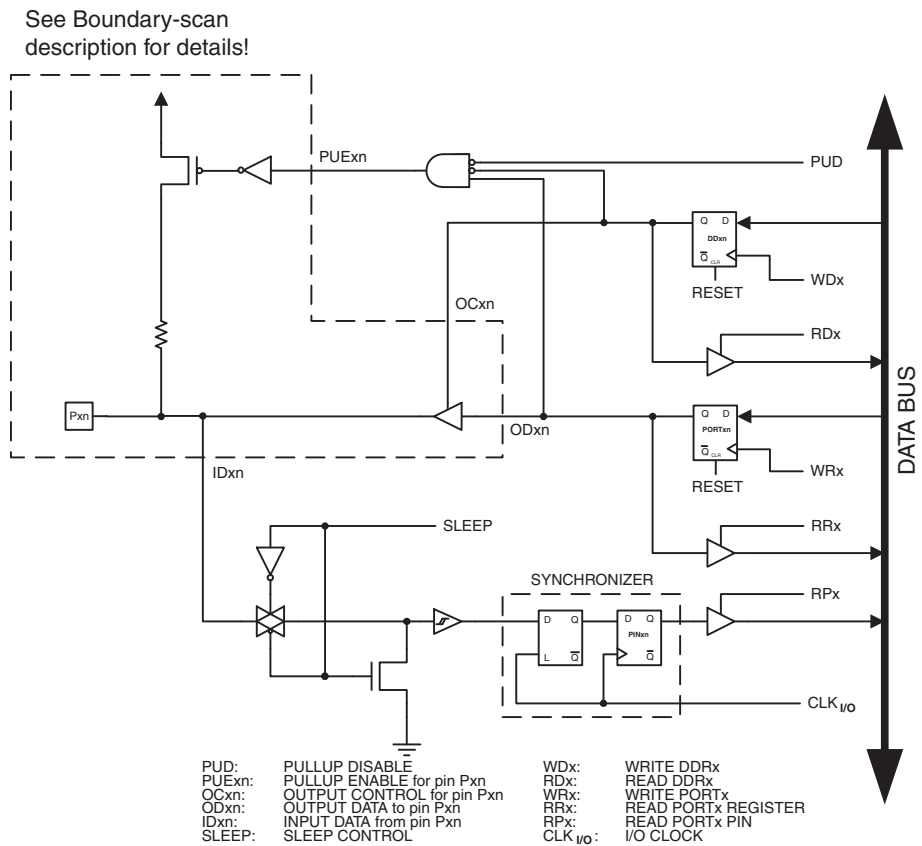 See Boundary-scan
description for details!
PUExn
PUD
Q D
DDxn
Q CLR
WDx
RESET
OCxn
RDx
Pxn
ODxn
Q D
PORTxn
Q CLR
WRx
RESET
IDxn
SLEEP
RRx
SYNCHRONIZER
RPx
D Q
L Q
D Q
PINxn
Q
CLK I/O
DATA BUS
PUD: PULLUP DISABLE
PUExn: PULLUP ENABLE for pin Pxn
OCxn: OUTPUT CONTROL for pin Pxn
ODxn: OUTPUT DATA to pin Pxn
IDxn: INPUT DATA from pin Pxn
SLEEP: SLEEP CONTROL
WDx: WRITE DDRx
RDx: READ DDRx
WRx: WRITE PORTx
RRx: READ PORTx REGISTER
RPx: READ PORTx PIN
CLK I/O: I/O CLOCK